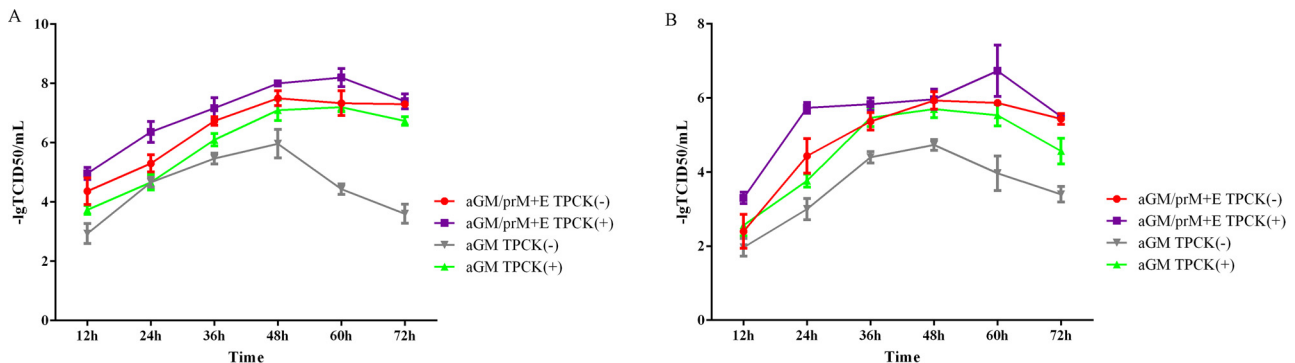 A
-lgTCID50/mL
10
8
6
4
2
0
12h 24h 36h 48h 60h 72h
Time
aGM/prM+E TPCK(-)
aGM/prM+E TPCK(+)
aGM TPCK(-)
aGM TPCK(+)
B
-lgTCID50/mL
8
6
4
2
0
12h 24h 36h 48h 60h 72h
Time
aGM/prM+E TPCK(-)
aGM/prM+E TPCK(+)
aGM TPCK(-)
aGM TPCK(+)